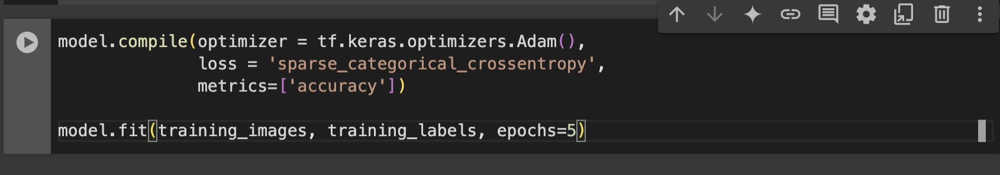 model.compile(optimizer = tf.keras.optimizers.Adam(),
              loss = 'sparse_categorical_crossentropy',
              metrics=['accuracy'])
model.fit(training_images, training_labels, epochs=5)